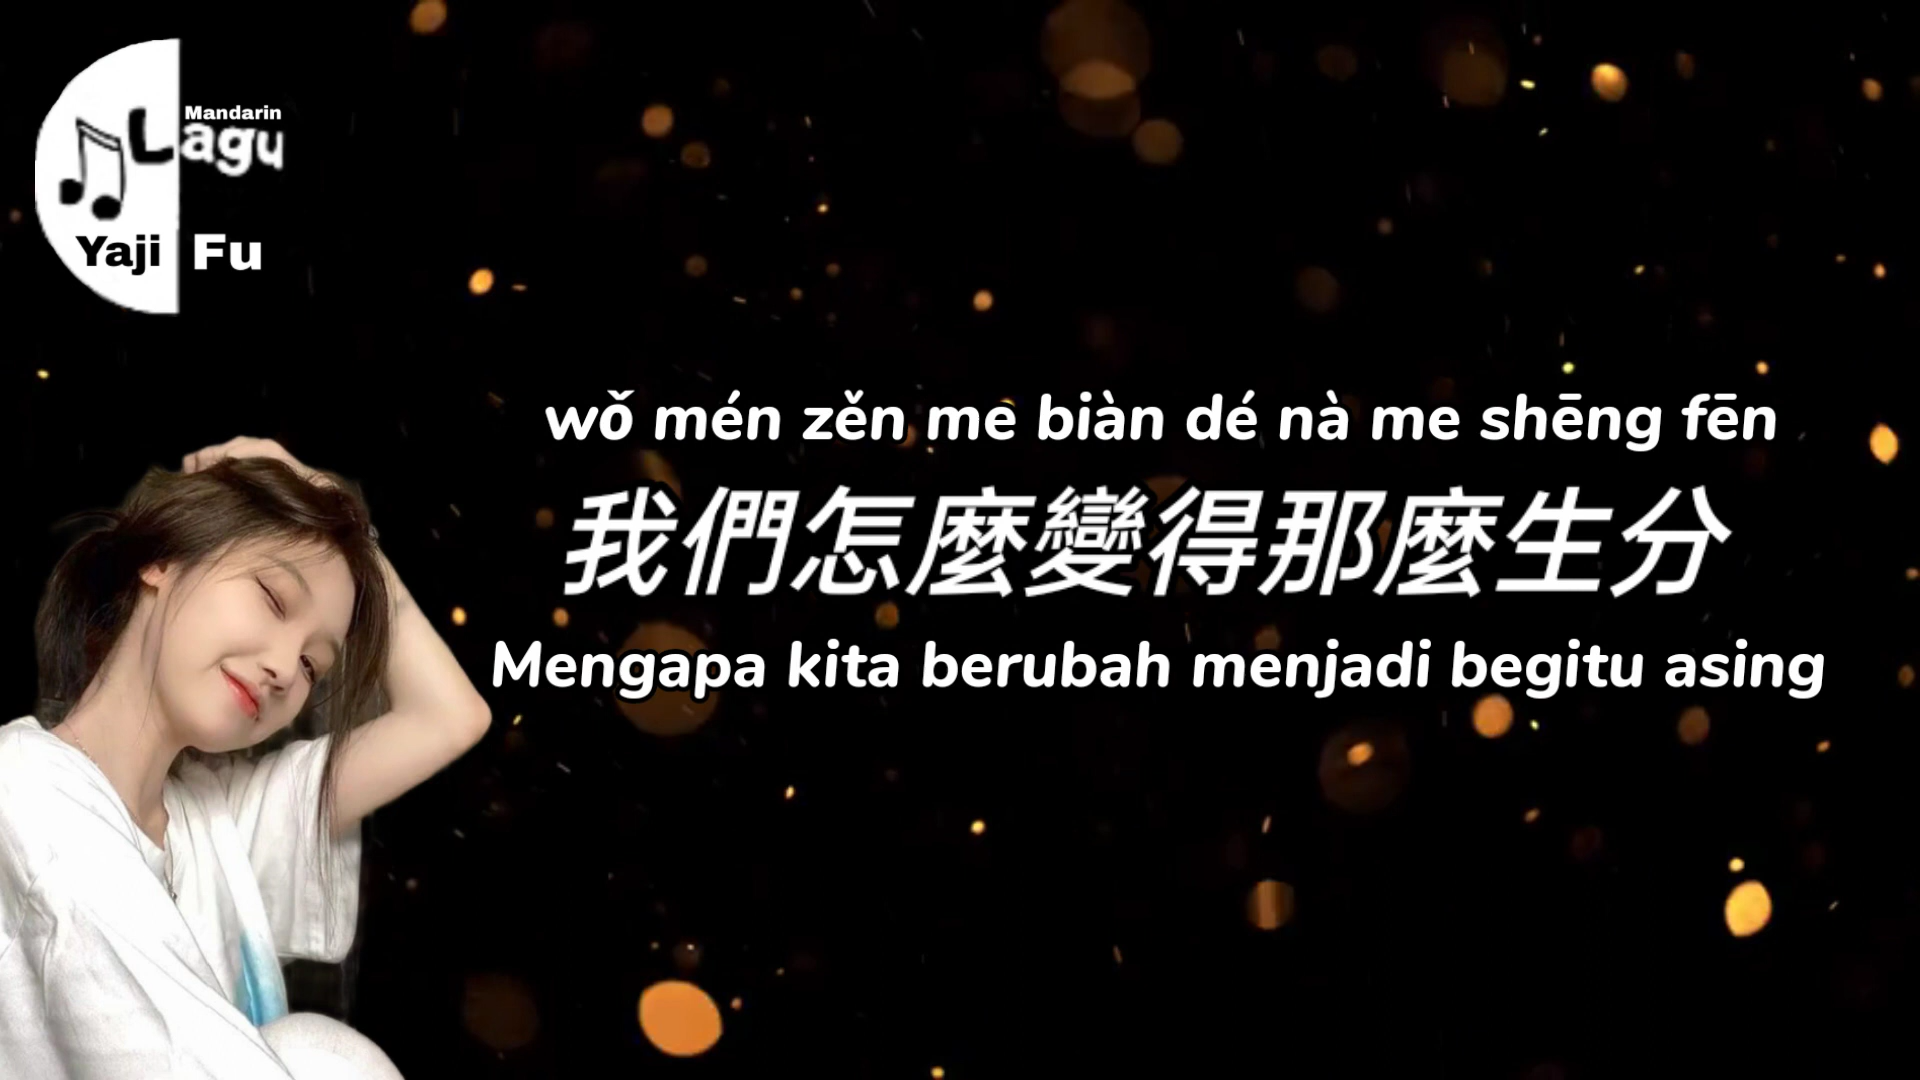 Mandarin
Lagu
Yaji Fu
wǒ mén zěn me biàn dé nà me shēng fēn
我們怎麼變得那麼生分
Mengapa kita berubah menjadi begitu asing